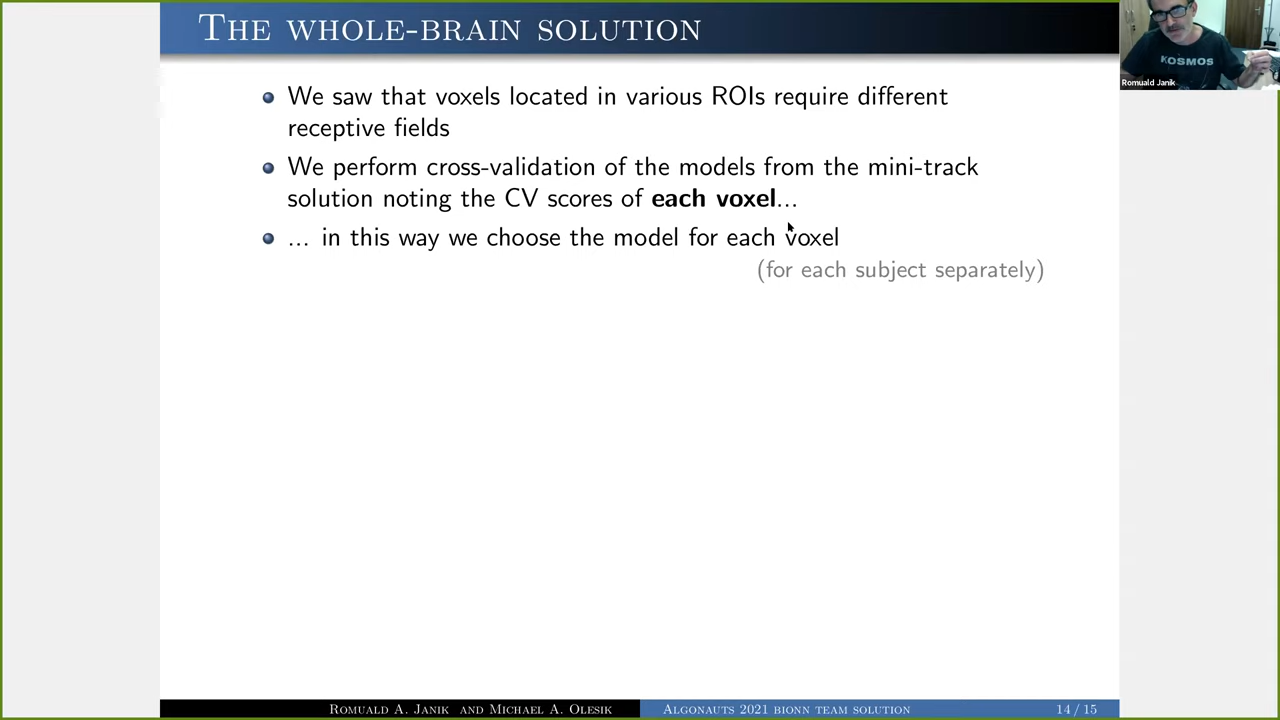 THE WHOLE-BRAIN SOLUTION
We saw that voxels located in various ROIs require different
receptive fields
We perform cross-validation of the models from the mini-track
solution noting the CV scores of each voxel...
... in this way we choose the model for each voxel
(for each subject separately)
KOSMOS
Romuald Janik
ROMUALD A. JANIK AND MICHAEL A. OLESIK
ALGONAUTS 2021 BIONN TEAM SOLUTION
14 / 15